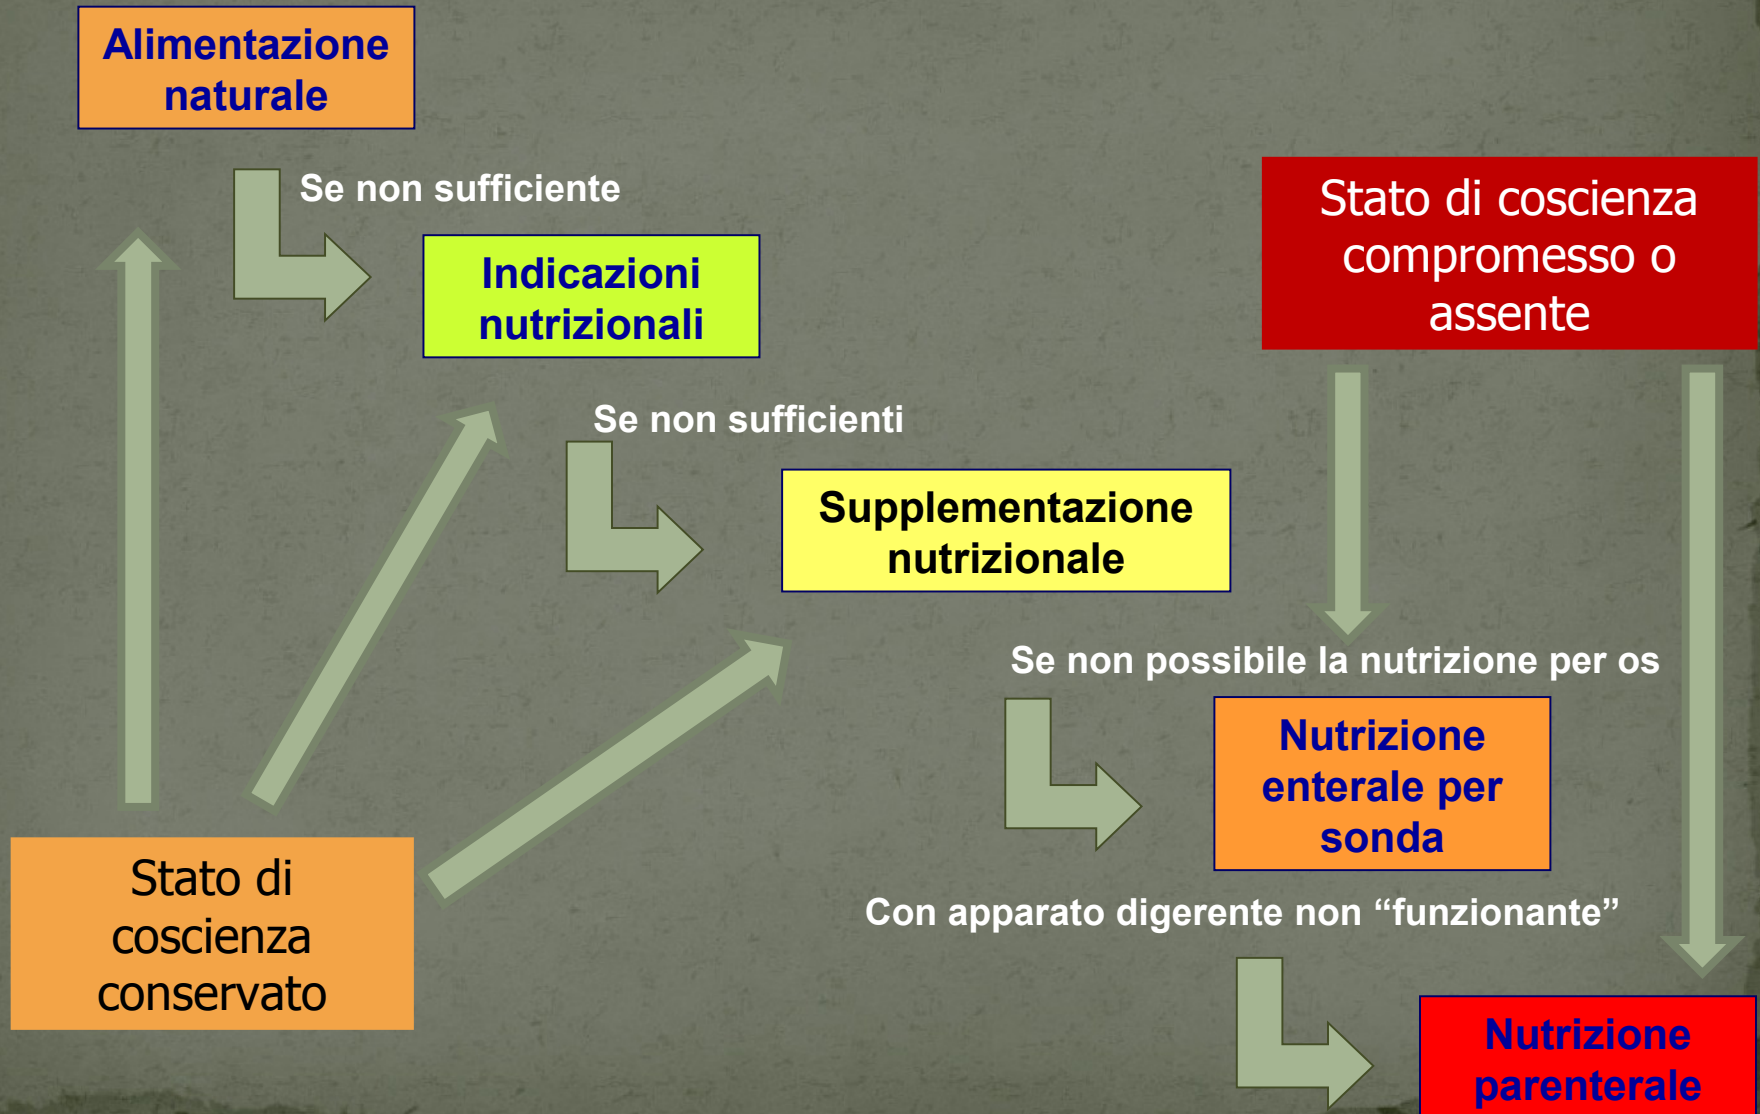 Alimentazione
naturale
Se non sufficiente
Stato di coscienza
compromesso o
assente
Indicazioni
nutrizionali
Se non sufficienti
Supplementazione
nutrizionale
Se non possibile la nutrizione per os
Nutrizione
enterale per
sonda
Stato di
coscienza
conservato
Con apparato digerente non “funzionante”
Nutrizione
parenterale